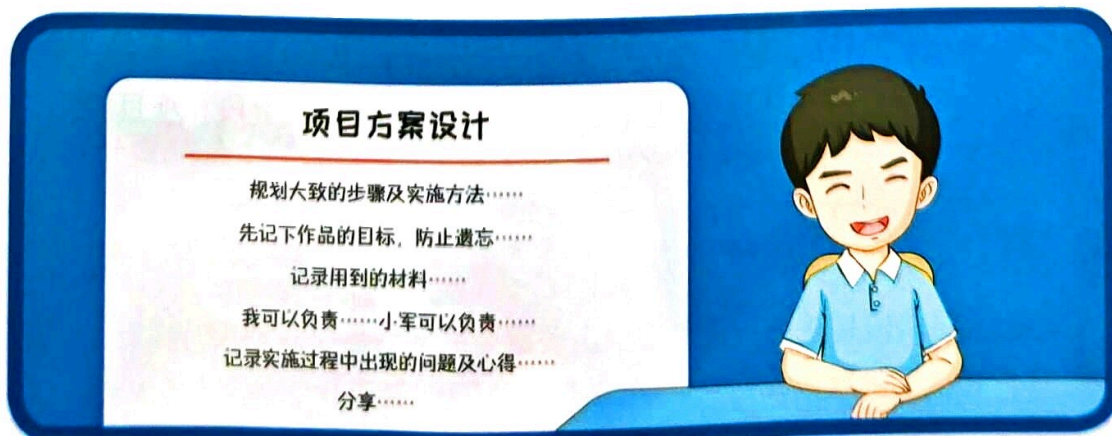 项目方案设计
规划大致的步骤及实施方法……
先记下作品的目标，防止遗忘……
记录用到的材料……
我可以负责……小军可以负责……
记录实施过程中出现的问题及心得……
分享……